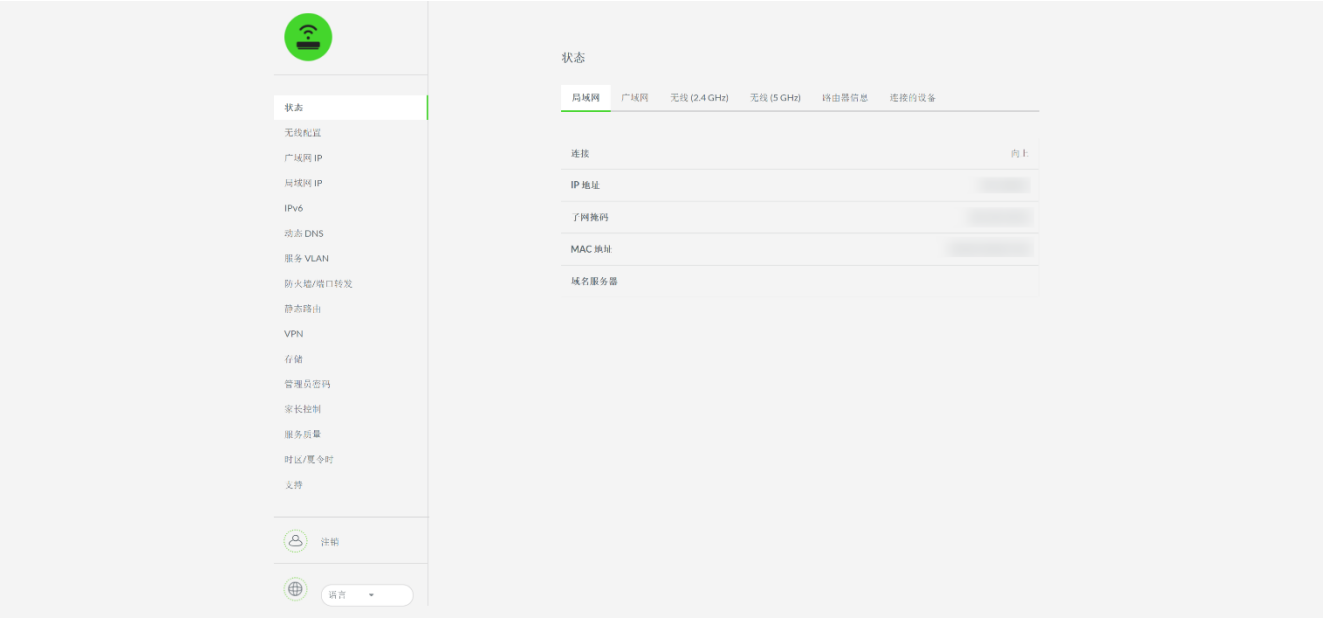 状态
无线配置
广域网 IP
局域网 IP
IPv6
动态 DNS
服务 VLAN
防火墙/端口转发
静态路由
VPN
存储
管理员密码
家长控制
服务质量
时区/夏令时
支持
注销
语言
状态
局域网 广域网 无线 (2.4 GHz) 无线 (5 GHz) 路由器信息 连接的设备
连接 向上
IP 地址
子网掩码
MAC 地址
域名服务器